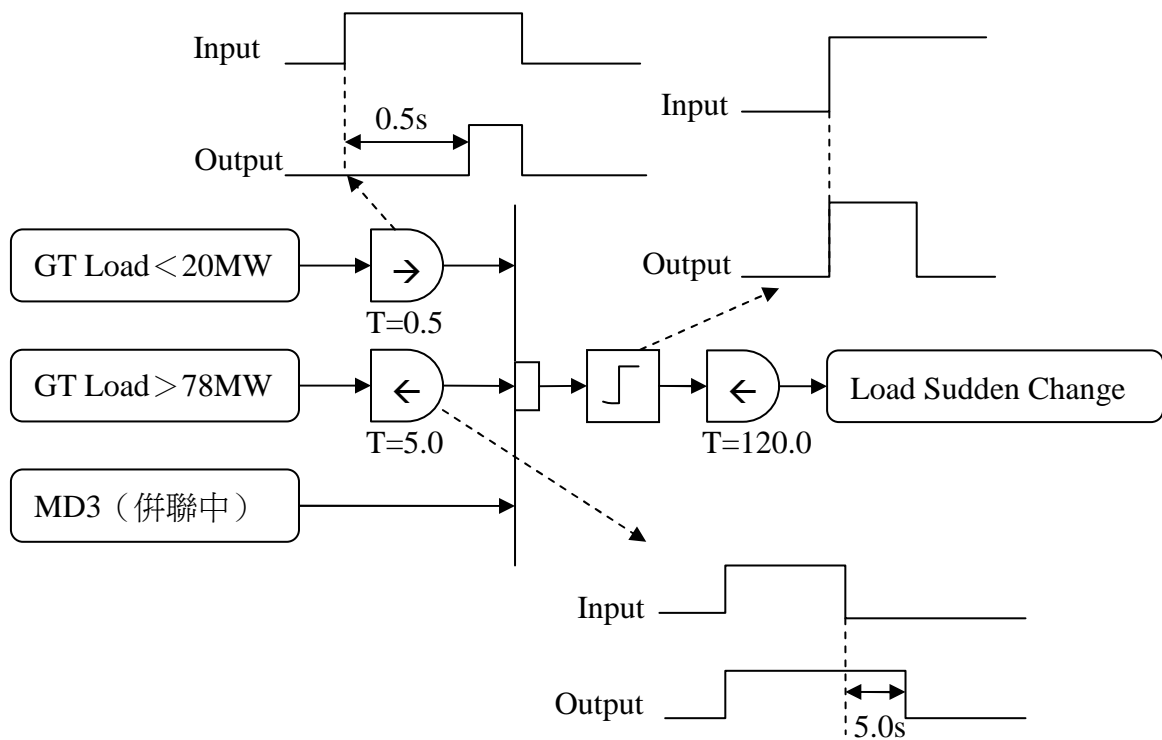 Input
0.5s
Output
Input
Output
GT Load＜20MW
→
T=0.5
GT Load＞78MW
←
T=5.0
←
T=120.0
Load Sudden Change
MD3（併聯中）
Input
Output
5.0s